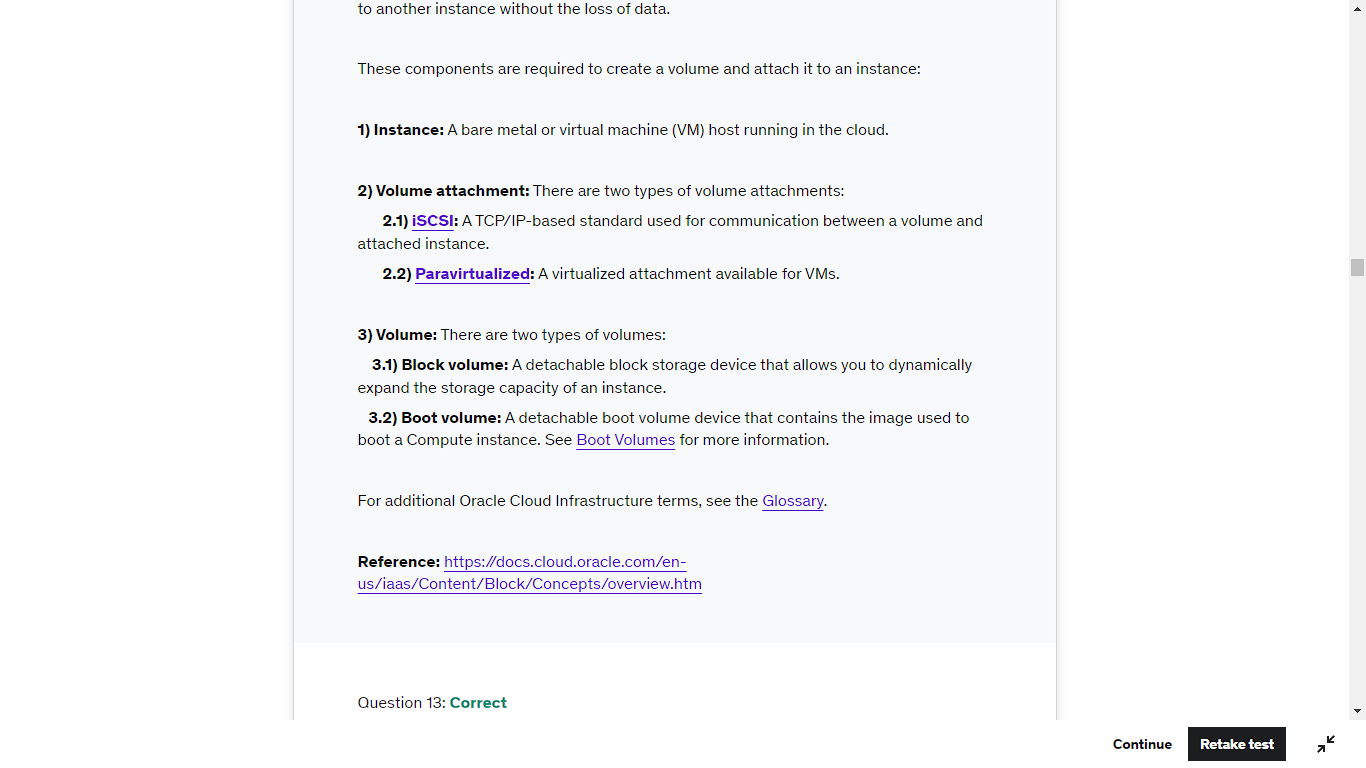 to another instance without the loss of data.
These components are required to create a volume and attach it to an instance:
1) Instance: A bare metal or virtual machine (VM) host running in the cloud.
2) Volume attachment: There are two types of volume attachments:
2.1) iSCSI: A TCP/IP-based standard used for communication between a volume and
attached instance.
2.2) Paravirtualized: A virtualized attachment available for VMs.
3) Volume: There are two types of volumes:
3.1) Block volume: A detachable block storage device that allows you to dynamically
expand the storage capacity of an instance.
3.2) Boot volume: A detachable boot volume device that contains the image used to
boot a Compute instance. See Boot Volumes for more information.
For additional Oracle Cloud Infrastructure terms, see the Glossary.
Reference: https://docs.cloud.oracle.com/en-
us/iaas/Content/Block/Concepts/overview.htm
Question 13: Correct
Continue
Retake test